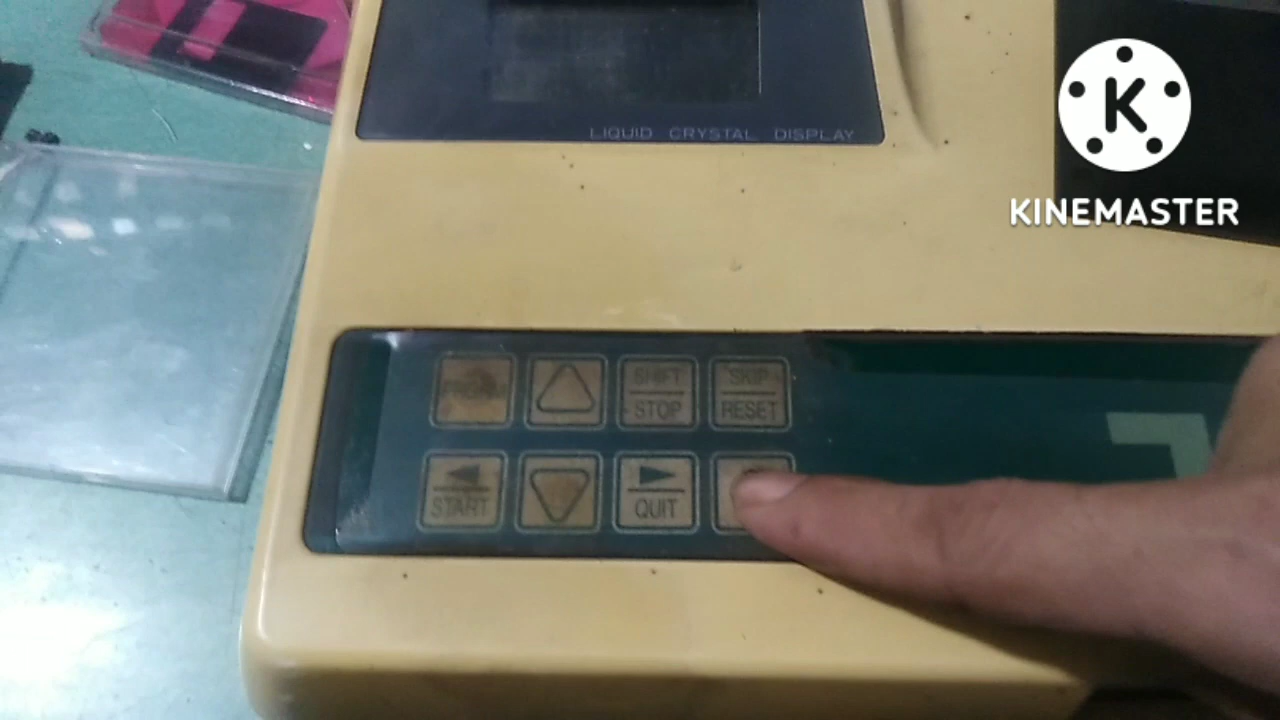 LIQUID CRYSTAL DISPLAY
K
KINEMASTER
SHIFT
STOP
SKIP
RESET
START
QUIT